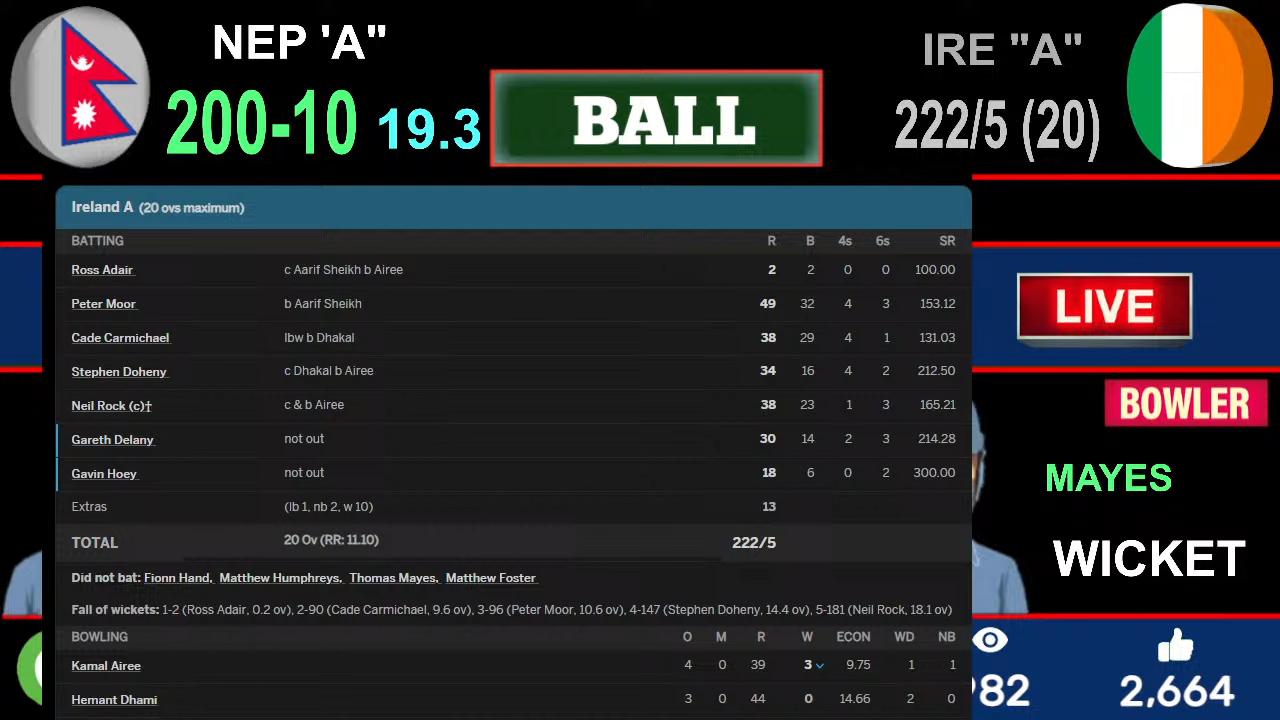 NEP 'A"
200-10 19.3
BALL
IRE "A"
222/5 (20)
Ireland A (20 ovs maximum)
BATTING R B 4s 6s SR
Ross Adair c Aarif Sheikh b Airee 2 2 0 0 100.00
Peter Moor b Aarif Sheikh 49 32 4 3 153.12
Cade Carmichael lbw b Dhakal 38 29 4 1 131.03
Stephen Doheny c Dhakal b Airee 34 16 4 2 212.50
Neil Rock (c)† c & b Airee 38 23 1 3 165.21
Gareth Delany not out 30 14 2 3 214.28
Gavin Hoey not out 18 6 0 2 300.00
Extras (lb 1, nb 2, w 10) 13
TOTAL 20 Ov (RR: 11.10) 222/5
Did not bat: Fionn Hand, Matthew Humphreys, Thomas Mayes, Matthew Foster
Fall of wickets: 1-2 (Ross Adair, 0.2 ov), 2-90 (Cade Carmichael, 9.6 ov), 3-96 (Peter Moor, 10.6 ov), 4-147 (Stephen Doheny, 14.4 ov), 5-181 (Neil Rock, 18.1 ov)
BOWLING O M R W ECON WD NB
Kamal Airee 4 0 39 3 9.75 1 1
Hemant Dhami 3 0 44 0 14.66 2 0
LIVE
BOWLER
MAYES
WICKET
82
2,664